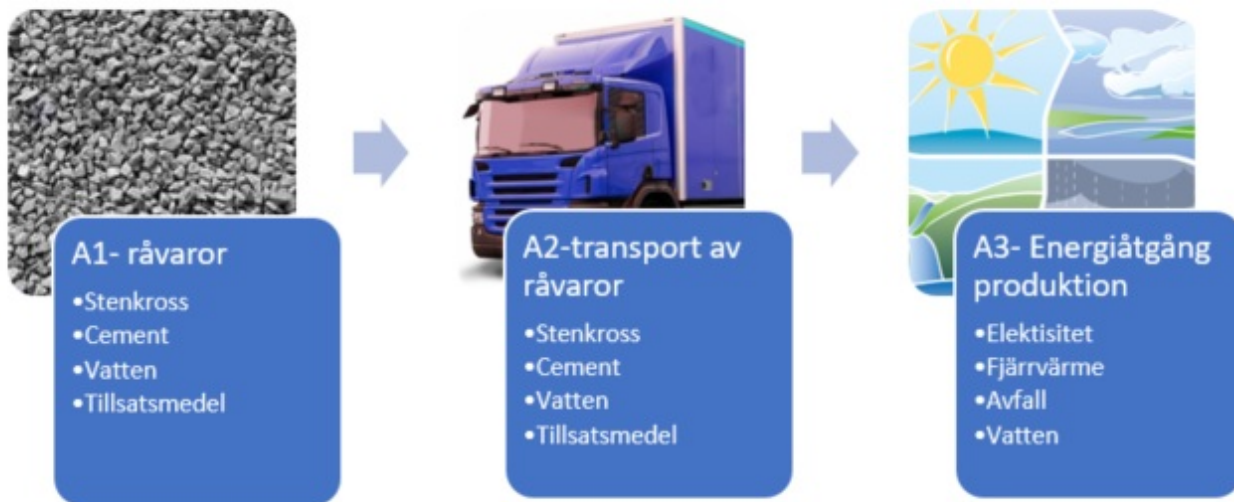 A1- råvaror
•Stenkross
•Cement
•Vatten
•Tillsatsmedel
A2-transport av
råvaror
•Stenkross
•Cement
•Vatten
•Tillsatsmedel
A3- Energiåtgång
produktion
•Elektisitet
•Fjärrvärme
•Avfall
•Vatten